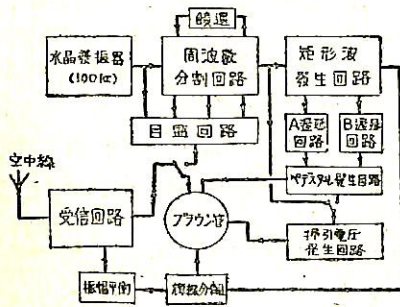 饋還
水晶發振器
(100kc)
周波数
分割回路
矩形波
發生回路
目盛回路
A遅延
回路
B遅延
回路
空中線
受信回路
ブラウン管
ペデスタル発生回路
掃引電圧
発生回路
振幅平衡